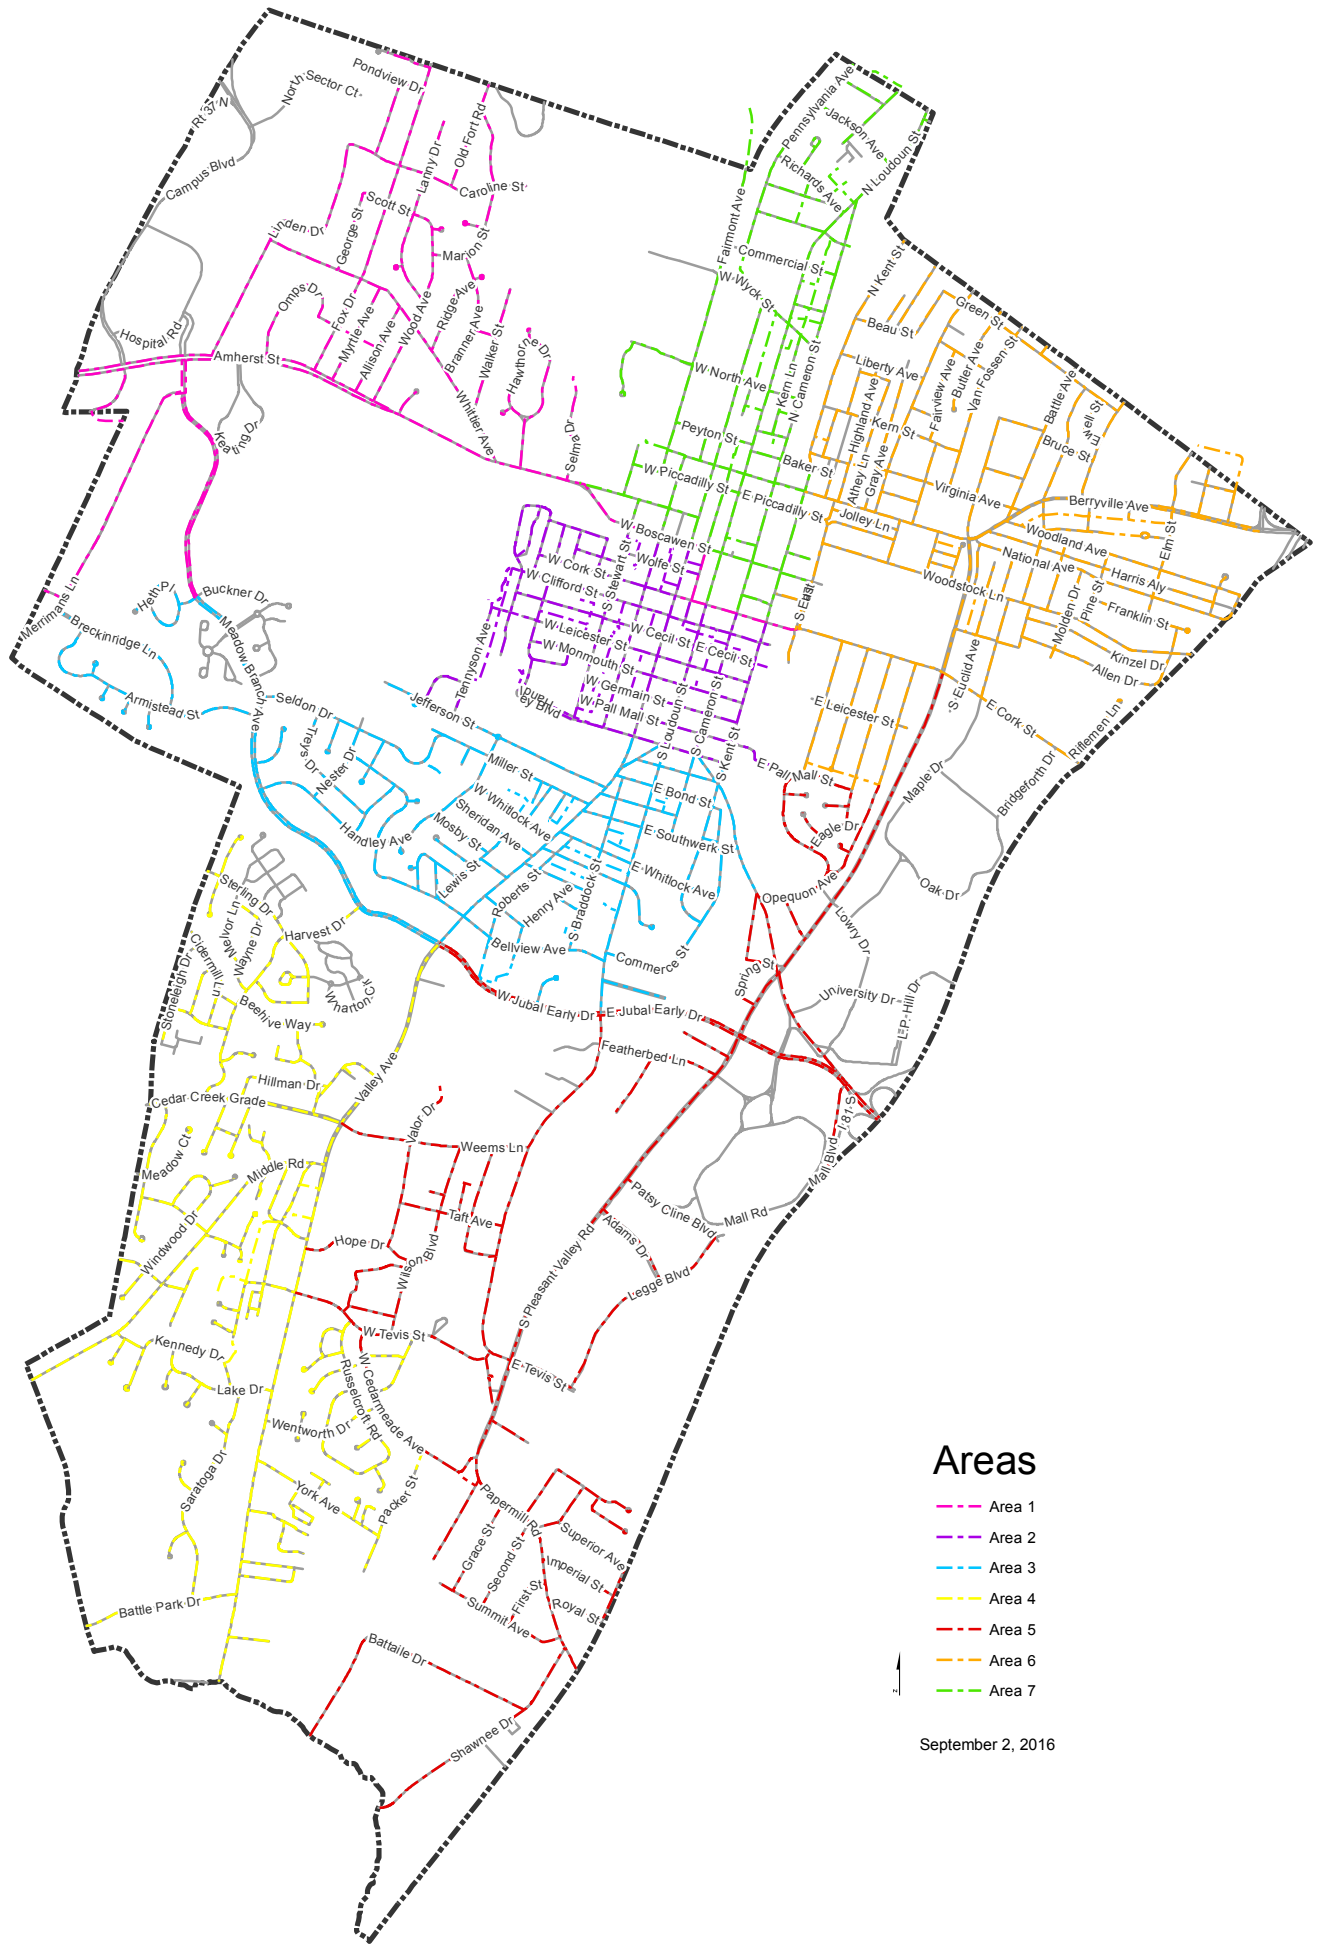 Pondview Dr
North Sector Ct
Rt 37 N
Campus Blvd
Old Fort Rd
Lanny Dr
Caroline St
Scott St
George St
Linden Dr
Marion St
Omps Dr
Fox Dr
Myrtle Ave
Allison Ave
Wood Ave
Ridge Ave
Branner Ave
Walker St
Hawthorne Dr
Hospital Rd
Amherst St
Whittier Ave
Selma Dr
Keating Dr
Pennsylvania Ave
Jackson Ave
Richards Ave
N Loudoun St
Fairmont Ave
Commercial St
W Wyck St
N Kent St
Green St
Beau St
Liberty Ave
Butler Ave
Van Fossen St
Fairview Ave
Battle Ave
Ewell St
Bruce St
W North Ave
Kern Ln
N Cameron St
Highland Ave
Kern St
Peyton St
Baker St
Athey Ln
Gray Ave
Virginia Ave
Berryville Ave
W Piccadilly St
E Piccadilly St
Jolley Ln
Woodland Ave
Elm St
National Ave
Harris Aly
W Boscawen St
Wolfe St
W Cork St
W Clifford St
S Stewart St
S East St
Woodstock Ln
Molden Dr
Pine St
Franklin St
Kinzel Dr
Allen Dr
W Leicester St
W Cecil St
E Cecil St
W Monmouth St
W Germain St
W Pall Mall St
Tennyson Ave
Jefferson St
S Loudoun St
S Cameron St
S Kent St
E Pall Mall St
E Leicester St
S Euclid Ave
E Cork St
Riflemen Ln
Bridgeforth Dr
Maple Dr
Merrimans Ln
Heth Pl
Buckner Dr
Breckinridge Ln
Meadow Branch Ave
Armistead St
Seldon Dr
Treys Dr
Nester Dr
Handley Ave
Miller St
W Whitlock Ave
Sheridan Ave
Mosby St
Lewis St
Roberts St
Henry Ave
S Braddock St
Bellview Ave
E Bond St
E Southwerk St
E Whitlock Ave
Commerce St
Eagle Dr
Opequon Ave
Oak Dr
Lowry Dr
Spring St
University Dr
L.P. Hill Dr
Sterling Dr
Melvor Ln
Wayne Dr
Harvest Dr
Cidermill Ln
Stoneleigh Dr
Wharton Cir
Beehive Way
W Jubal Early Dr
E Jubal Early Dr
Featherbed Ln
Hillman Dr
Valley Ave
Cedar Creek Grade
I 81 S
Mall Blvd
Valor Dr
Weems Ln
Meadow Ct
Middle Rd
Windwood Dr
Taft Ave
Hope Dr
Wilson Blvd
Patsy Cline Blvd
Mall Rd
Adams Dr
Legge Blvd
S Pleasant Valley Rd
W Tevis St
E Tevis St
Kennedy Dr
Lake Dr
W Cedarmeade Ave
Russelcroft Rd
Wentworth Dr
Saratoga Dr
York Ave
Packer St
Papermill Rd
Grace St
Second St
First St
Superior Ave
Imperial St
Royal St
Summit Ave
Battle Park Dr
Battaile Dr
Shawnee Dr
Areas
Area 1
Area 2
Area 3
Area 4
Area 5
Area 6
Area 7
z
September 2, 2016